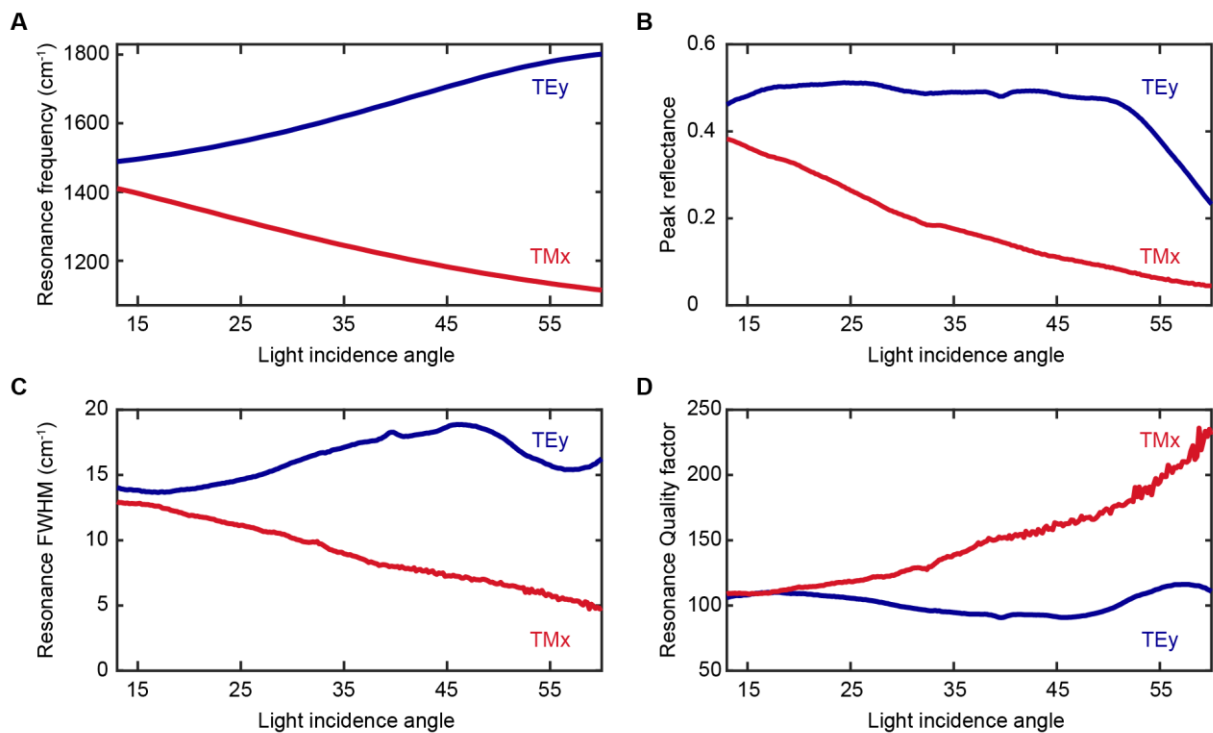 A
Resonance frequency (cm⁻¹)
1800
1600
1400
1200
TEy
TMx
15 25 35 45 55
Light incidence angle
B
Peak reflectance
0.6
0.4
0.2
0
TEy
TMx
15 25 35 45 55
Light incidence angle
C
Resonance FWHM (cm⁻¹)
20
15
10
5
0
TEy
TMx
15 25 35 45 55
Light incidence angle
D
Resonance Quality factor
250
200
150
100
50
TMx
TEy
15 25 35 45 55
Light incidence angle